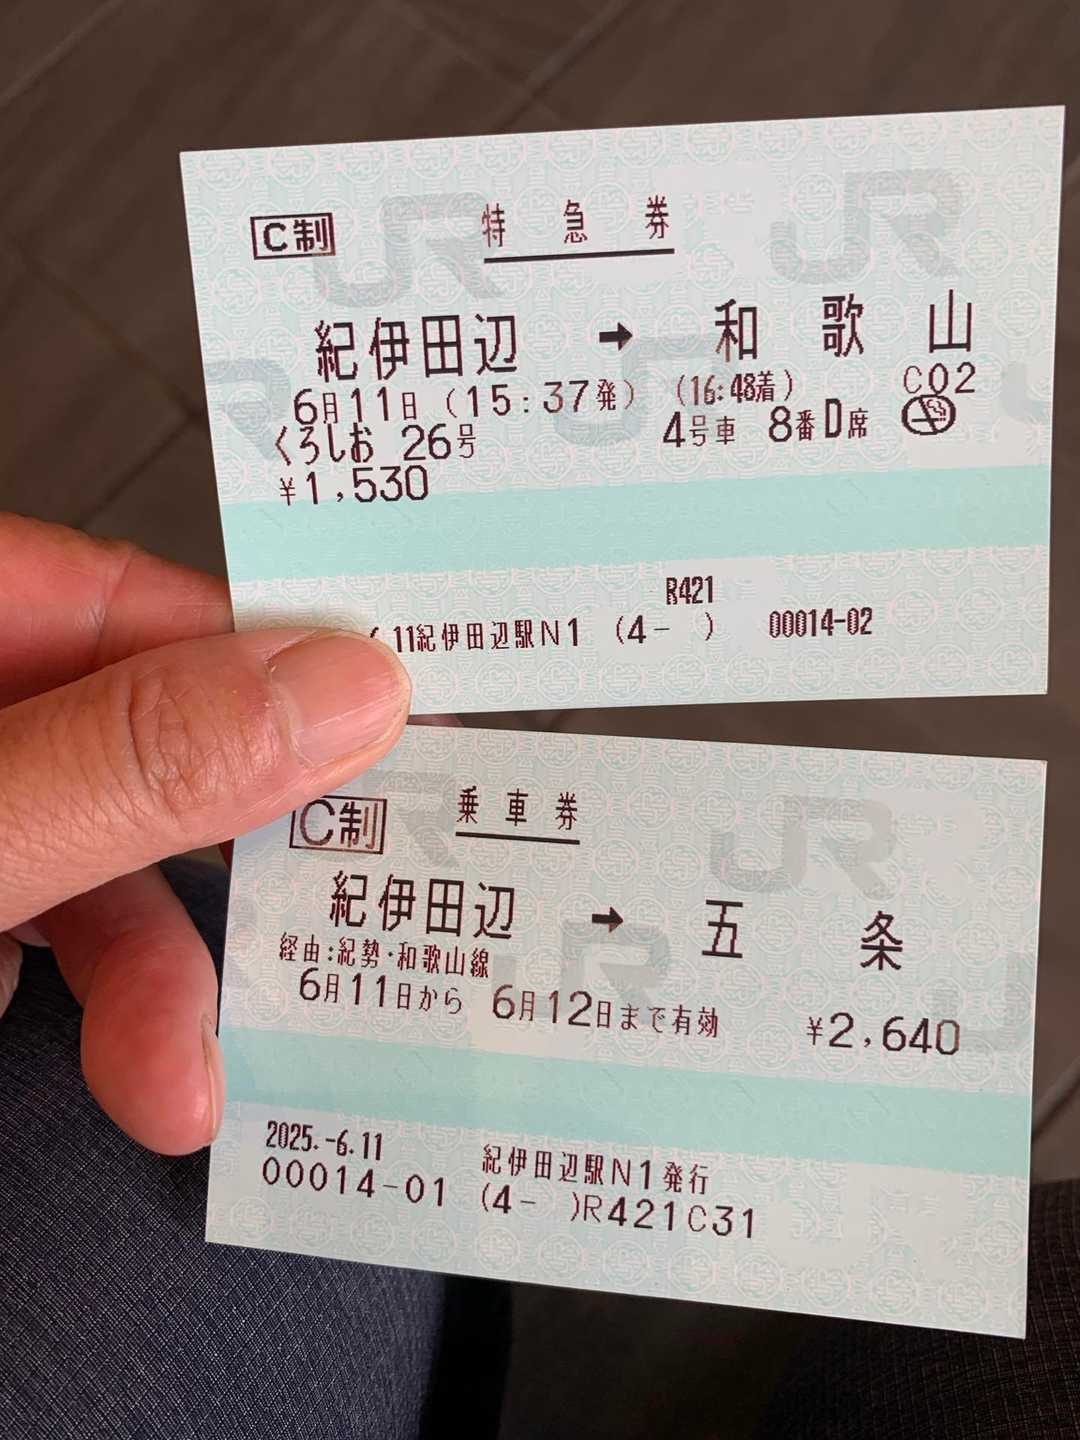 C制 特急券
紀伊田辺 → 和歌山
6月11日 (15:37発) (16:48着) C02
くろしお 26号 4号車 8番D席
¥1,530
R421
11紀伊田辺駅N1 (4- ) 00014-02
C制 乗車券
紀伊田辺 → 五条
経由:紀勢・和歌山線
6月11日から 6月12日まで有効 ¥2,640
2025.-6.11 紀伊田辺駅N1発行
00014-01 (4- )R421C31
JR
JR
JR
JR
JR